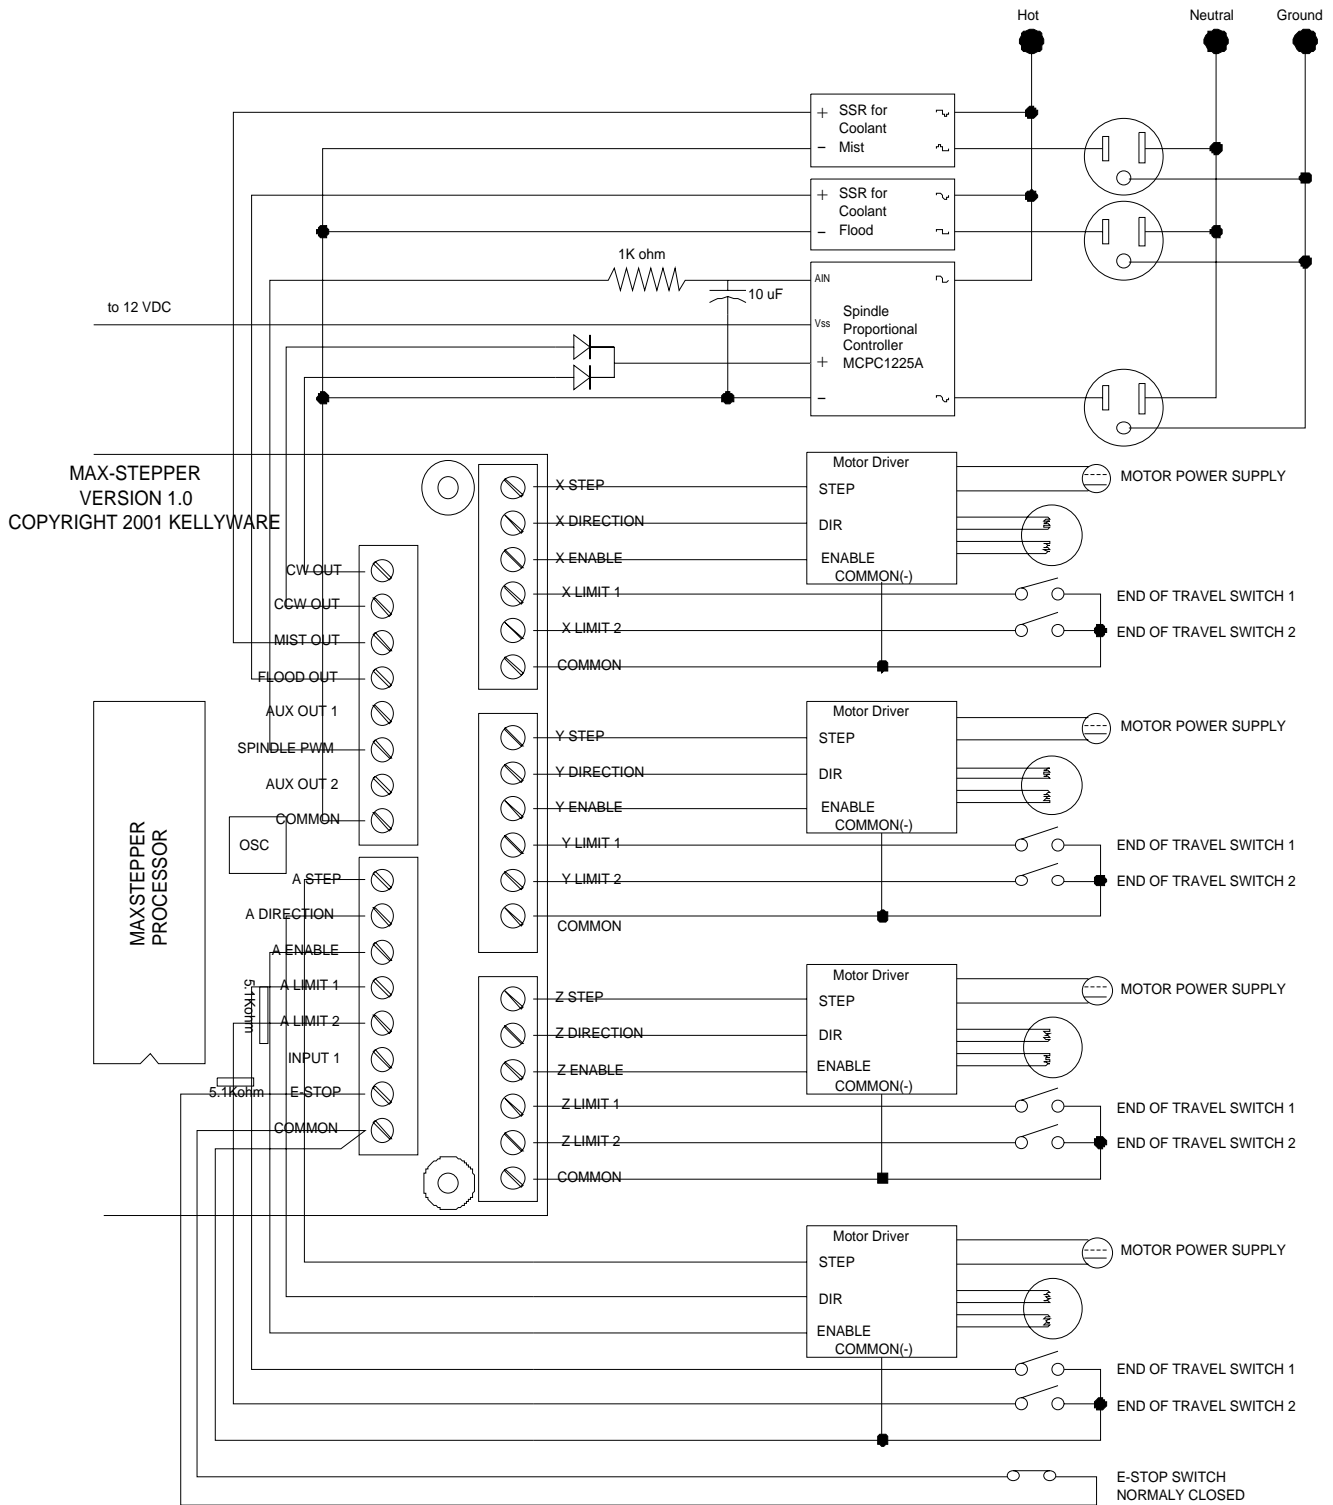 Hot
Neutral
Ground
+ SSR for
Coolant
− Mist
+ SSR for
Coolant
− Flood
1K ohm
10 uF
to 12 VDC
AIN
Vss
+
−
Spindle
Proportional
Controller
MCPC1225A
MAX-STEPPER
VERSION 1.0
COPYRIGHT 2001 KELLYWARE
CW OUT
CCW OUT
MIST OUT
FLOOD OUT
AUX OUT 1
SPINDLE PWM
AUX OUT 2
COMMON
OSC
MAXSTEPPER
PROCESSOR
A STEP
A DIRECTION
A ENABLE
A LIMIT 1
A LIMIT 2
INPUT 1
E-STOP
COMMON
5.1Kohm
5.1Kohm
X STEP
X DIRECTION
X ENABLE
X LIMIT 1
X LIMIT 2
COMMON
Motor Driver
STEP
DIR
ENABLE
COMMON(-)
MOTOR POWER SUPPLY
END OF TRAVEL SWITCH 1
END OF TRAVEL SWITCH 2
Y STEP
Y DIRECTION
Y ENABLE
Y LIMIT 1
Y LIMIT 2
COMMON
Motor Driver
STEP
DIR
ENABLE
COMMON(-)
MOTOR POWER SUPPLY
END OF TRAVEL SWITCH 1
END OF TRAVEL SWITCH 2
Z STEP
Z DIRECTION
Z ENABLE
Z LIMIT 1
Z LIMIT 2
COMMON
Motor Driver
STEP
DIR
ENABLE
COMMON(-)
MOTOR POWER SUPPLY
END OF TRAVEL SWITCH 1
END OF TRAVEL SWITCH 2
Motor Driver
STEP
DIR
ENABLE
COMMON(-)
MOTOR POWER SUPPLY
END OF TRAVEL SWITCH 1
END OF TRAVEL SWITCH 2
E-STOP SWITCH
NORMALY CLOSED